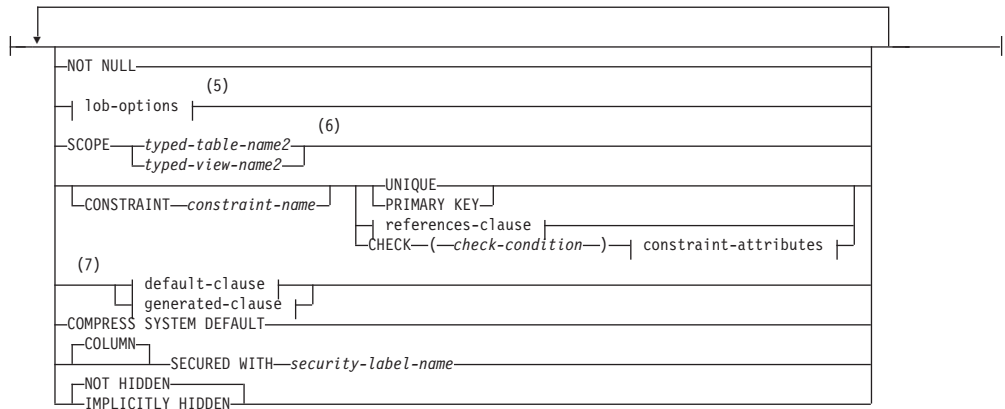 NOT NULL
(5)
lob-options
(6)
SCOPE typed-table-name2
typed-view-name2
UNIQUE
CONSTRAINT constraint-name PRIMARY KEY
references-clause
CHECK ( check-condition ) constraint-attributes
(7)
default-clause
generated-clause
COMPRESS SYSTEM DEFAULT
COLUMN
SECURED WITH security-label-name
NOT HIDDEN
IMPLICITLY HIDDEN